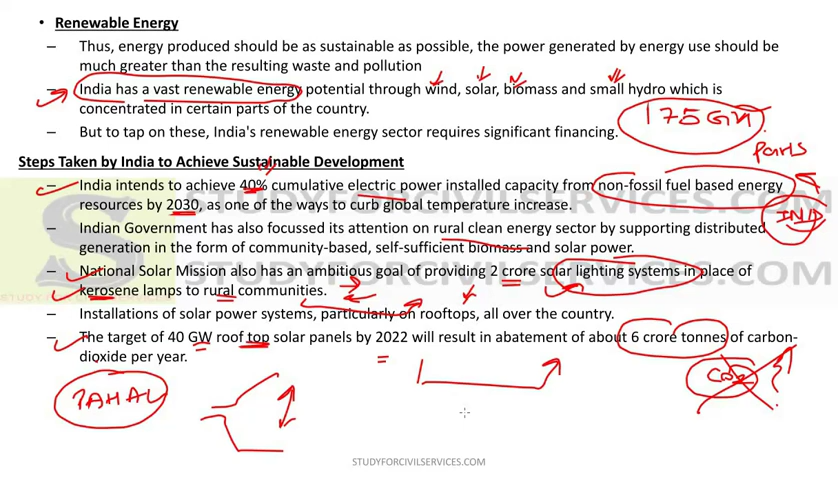 • Renewable Energy
– Thus, energy produced should be as sustainable as possible, the power generated by energy use should be
much greater than the resulting waste and pollution
– India has a vast renewable energy potential through wind, solar, biomass and small hydro which is
concentrated in certain parts of the country.
– But to tap on these, India's renewable energy sector requires significant financing.
175 GW
Paris
Steps Taken by India to Achieve Sustainable Development
– India intends to achieve 40% cumulative electric power installed capacity from non-fossil fuel based energy
resources by 2030, as one of the ways to curb global temperature increase.
– Indian Government has also focussed its attention on rural clean energy sector by supporting distributed
generation in the form of community-based, self-sufficient biomass and solar power.
– National Solar Mission also has an ambitious goal of providing 2 crore solar lighting systems in place of
kerosene lamps to rural communities.
– Installations of solar power systems, particularly on rooftops, all over the country.
– The target of 40 GW roof top solar panels by 2022 will result in abatement of about 6 crore tonnes of carbon-
dioxide per year.
PAHAL
STUDYFORCIVILSERVICES.COM